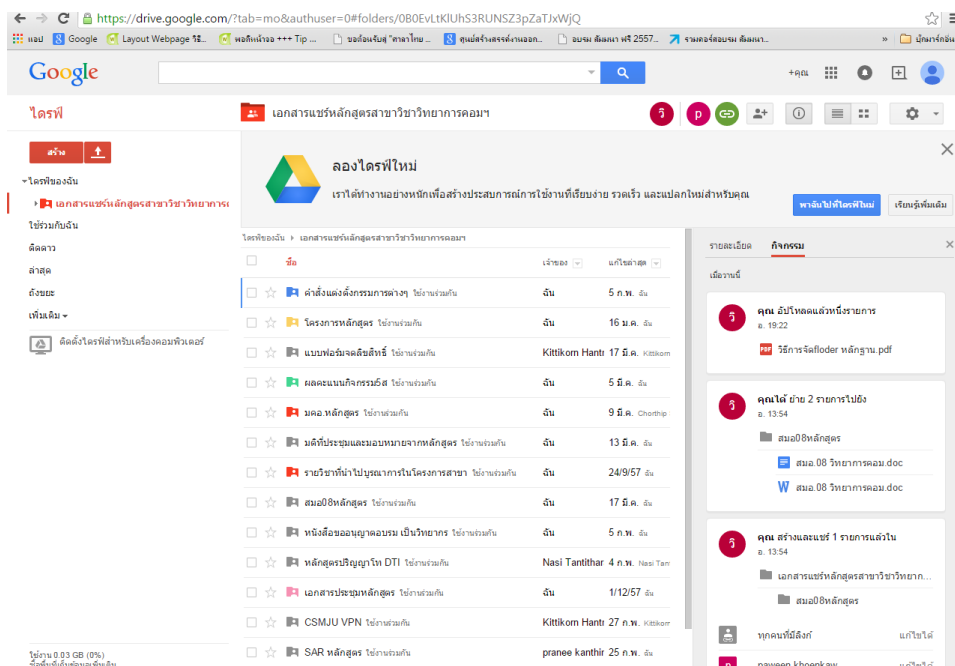 https://drive.google.com/?tab=mo&authuser=0#folders/0B0EvLtKlUhS3RUNSZ3pZaTJxWjQ
แอป Google Layout Webpage วิธี... พอถึงหน้าจอ +++ Tip ... ขอต้อนรับสู่ "ศาลาไทย ... ศูนย์สร้างสรรค์งานออก... อบรม สัมมนา ฟรี 2557... รวมคอร์สอบรม สัมมนา... » บุ๊กมาร์กอื่น
Google +คุณ
ไดรฟ์ เอกสารแชร์หลักสูตรสาขาวิชาวิทยาการคอมฯ วิ p
สร้าง
ลองไดรฟ์ใหม่
เราได้ทำงานอย่างหนักเพื่อสร้างประสบการณ์การใช้งานที่เรียบง่าย รวดเร็ว และแปลกใหม่สำหรับคุณ
พาฉันไปที่ไดรฟ์ใหม่ เรียนรู้เพิ่มเติม
ไดรฟ์ของฉัน
เอกสารแชร์หลักสูตรสาขาวิชาวิทยาการ
ใช้ร่วมกับฉัน
ติดดาว
ล่าสุด
ถังขยะ
เพิ่มเติม
ติดตั้งไดรฟ์สำหรับเครื่องคอมพิวเตอร์
ใช้งาน 0.03 GB (0%)
ซื้อพื้นที่เก็บข้อมูลเพิ่มเติม
ไดรฟ์ของฉัน เอกสารแชร์หลักสูตรสาขาวิชาวิทยาการคอมฯ
ชื่อ เจ้าของ แก้ไขล่าสุด
คำสั่งแต่งตั้งกรรมการต่างๆ ใช้งานร่วมกัน ฉัน 5 ก.พ. ฉัน
โครงการหลักสูตร ใช้งานร่วมกัน ฉัน 16 ม.ค. ฉัน
แบบฟอร์มจดลิขสิทธิ์ ใช้งานร่วมกัน Kittikorn Hantr 17 มี.ค. Kittikorn
ผลคะแนนกิจกรรม5ส ใช้งานร่วมกัน ฉัน 5 มี.ค. ฉัน
มคอ.หลักสูตร ใช้งานร่วมกัน ฉัน 9 มี.ค. Chorthip
มติที่ประชุมและมอบหมายจากหลักสูตร ใช้งานร่วมกัน ฉัน 13 มี.ค. ฉัน
รายวิชาที่นำไปบูรณาการในโครงการสาขา ใช้งานร่วมกัน ฉัน 24/9/57 ฉัน
สมอ08หลักสูตร ใช้งานร่วมกัน ฉัน 17 มี.ค. ฉัน
หนังสือขออนุญาตอบรม เป็นวิทยากร ใช้งานร่วมกัน ฉัน 5 ก.พ. ฉัน
หลักสูตรปริญญาโท DTI ใช้งานร่วมกัน Nasi Tantithar 4 ก.พ. Nasi Tan
เอกสารประชุมหลักสูตร ใช้งานร่วมกัน ฉัน 1/12/57 ฉัน
CSMJU VPN ใช้งานร่วมกัน Kittikorn Hantr 27 ก.พ. Kittikorn
SAR หลักสูตร ใช้งานร่วมกัน pranee kanthir 25 ก.พ. ฉัน
รายละเอียด กิจกรรม
เมื่อวานนี้
วิ คุณ อัปโหลดแล้วหนึ่งรายการ
อ. 19:22
PDF วิธีการจัดfloder หลักฐาน.pdf
วิ คุณได้ ย้าย 2 รายการไปยัง
อ. 13:54
สมอ08หลักสูตร
สมอ.08 วิทยาการคอม.doc
W สมอ.08 วิทยาการคอม.doc
วิ คุณ สร้างและแชร์ 1 รายการแล้วใน
อ. 13:54
เอกสารแชร์หลักสูตรสาขาวิชาวิทยาก...
สมอ08หลักสูตร
ทุกคนที่มีลิงก์ แก้ไขได้
naween khoenkaw แก้ไขได้